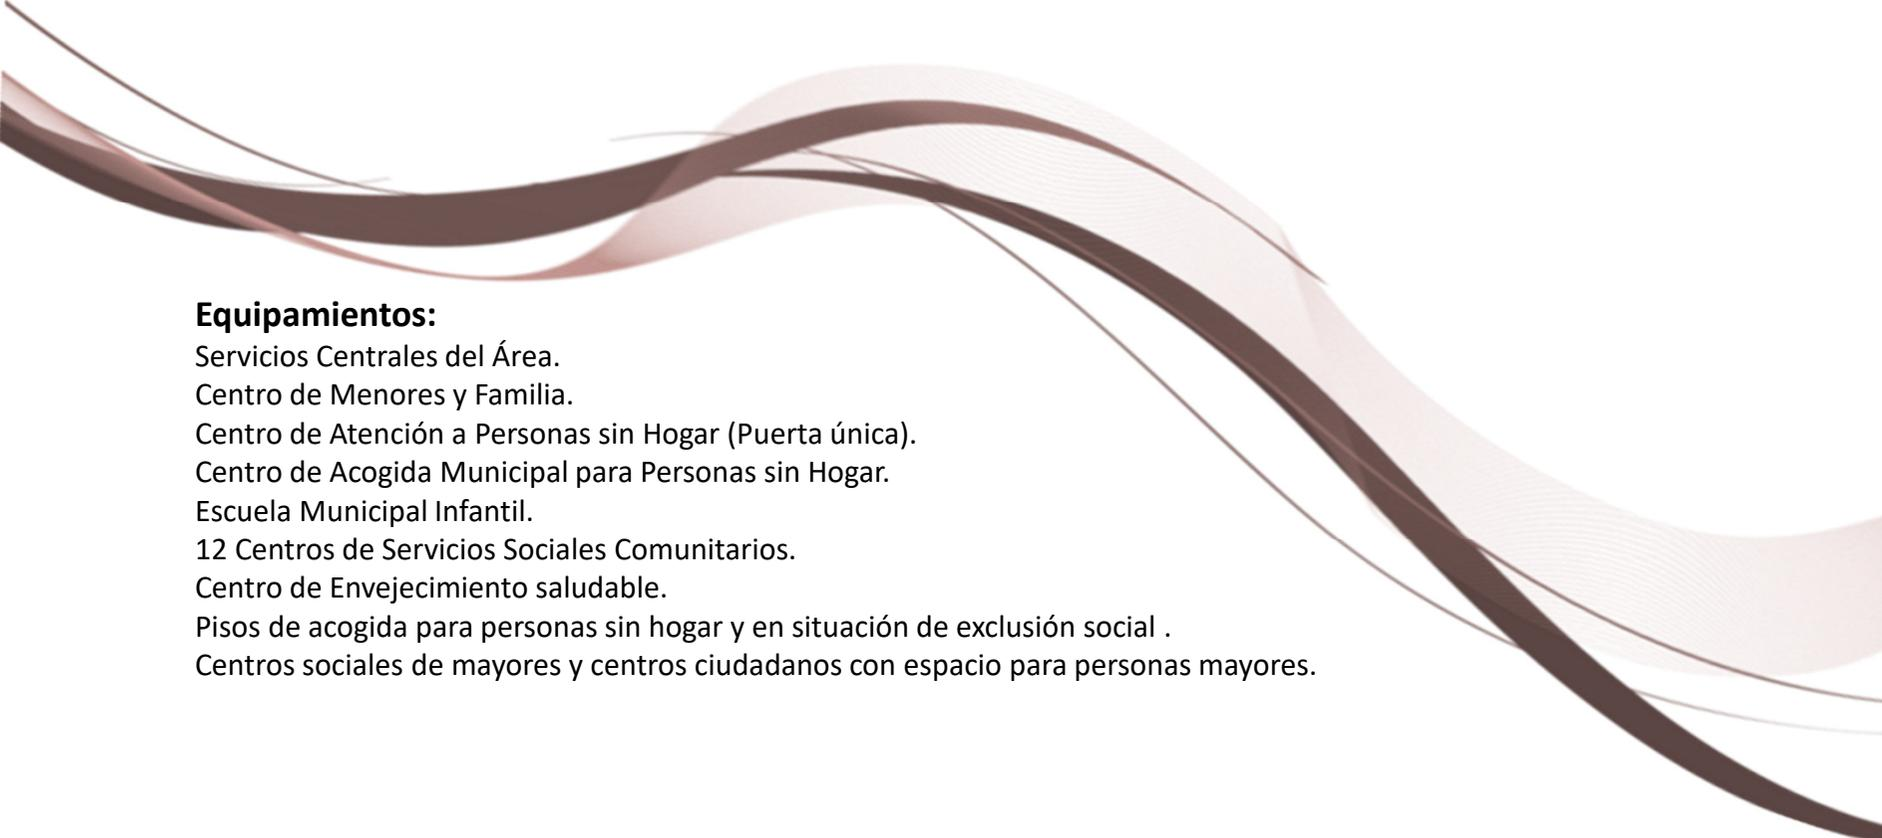 Equipamientos:
Servicios Centrales del Área.
Centro de Menores y Familia.
Centro de Atención a Personas sin Hogar (Puerta única).
Centro de Acogida Municipal para Personas sin Hogar.
Escuela Municipal Infantil.
12 Centros de Servicios Sociales Comunitarios.
Centro de Envejecimiento saludable.
Pisos de acogida para personas sin hogar y en situación de exclusión social .
Centros sociales de mayores y centros ciudadanos con espacio para personas mayores.